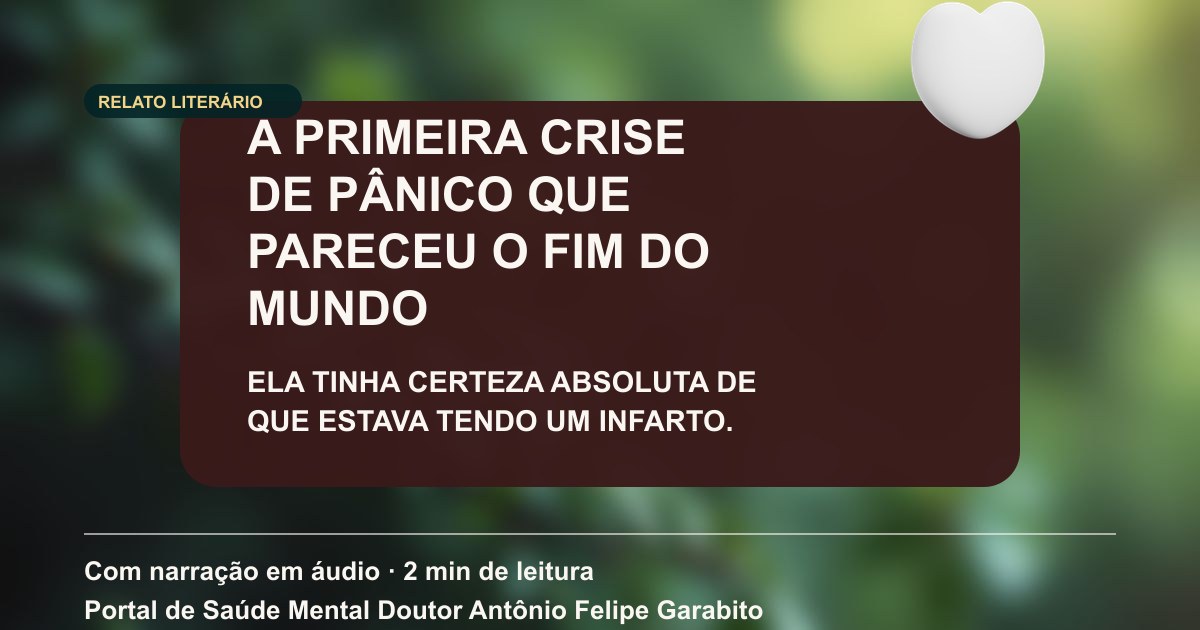 RELATO LITERÁRIO
A PRIMEIRA CRISE
DE PÂNICO QUE
PARECEU O FIM DO
MUNDO
ELA TINHA CERTEZA ABSOLUTA DE
QUE ESTAVA TENDO UM INFARTO.
Com narração em áudio · 2 min de leitura
Portal de Saúde Mental Doutor Antônio Felipe Garabito